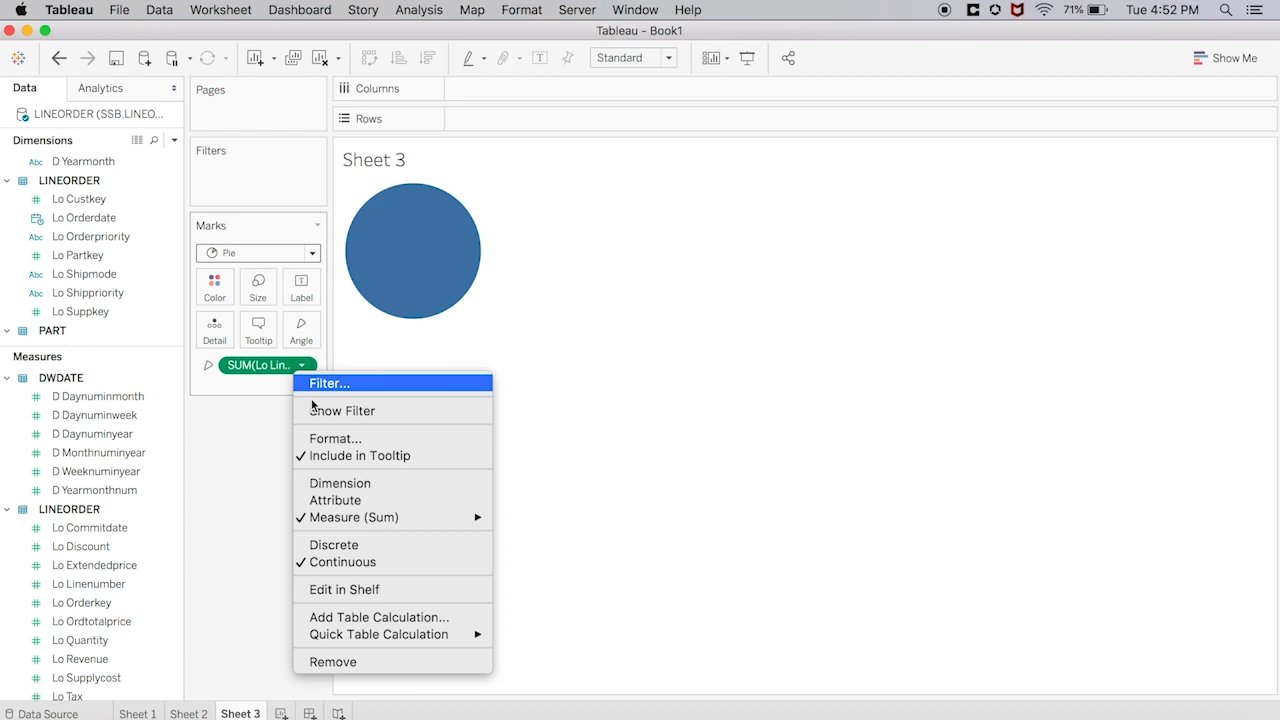 Tableau File Data Worksheet Dashboard Story Analysis Map Format Server Window Help 71% Tue 4:52 PM
Tableau - Book1
Standard Show Me
Data Analytics Pages Columns
LINEORDER (SSB.LINEO...
Rows
Dimensions
Filters
Sheet 3
Abc D Yearmonth
LINEORDER
Lo Custkey
Lo Orderdate
Marks
Abc Lo Orderpriority
Pie
Lo Partkey
Abc Lo Shipmode
Abc Lo Shippriority
Color Size Label
Lo Suppkey
PART
Detail Tooltip Angle
Measures
SUM(Lo Lin..
DWDATE
Filter...
D Daynuminmonth
Show Filter
D Daynuminweek
D Daynuminyear
Format...
D Monthnuminyear
Include in Tooltip
D Weeknuminyear
Dimension
D Yearmonthnum
Attribute
LINEORDER
Measure (Sum)
Lo Commitdate
Discrete
Lo Discount
Continuous
Lo Extendedprice
Lo Linenumber
Edit in Shelf
Lo Orderkey
Add Table Calculation...
Lo Ordtotalprice
Quick Table Calculation
Lo Quantity
Lo Revenue
Remove
Lo Supplycost
Lo Tax
Data Source Sheet 1 Sheet 2 Sheet 3